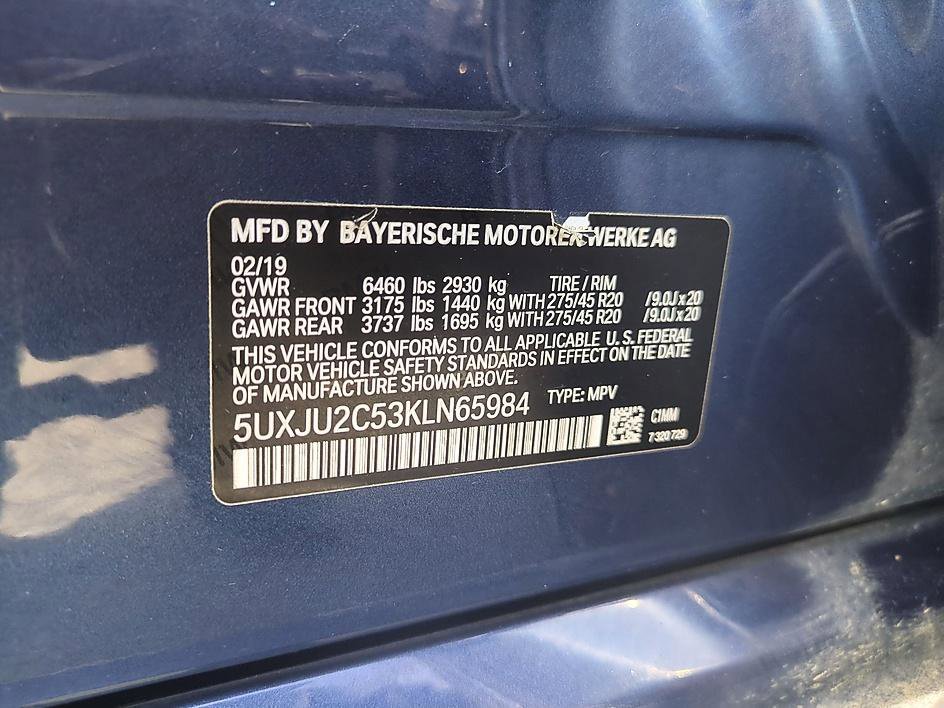 MFD BY BAYERISCHE MOTOREN WERKE AG
02/19
GVWR 6460 lbs 2930 kg TIRE / RIM
GAWR FRONT 3175 lbs 1440 kg WITH 275/45 R20 /9.0J x 20
GAWR REAR 3737 lbs 1695 kg WITH 275/45 R20 /9.0J x 20
THIS VEHICLE CONFORMS TO ALL APPLICABLE U. S. FEDERAL
MOTOR VEHICLE SAFETY STANDARDS IN EFFECT ON THE DATE
OF MANUFACTURE SHOWN ABOVE.
5UXJU2C53KLN65984 TYPE: MPV
C1MM
7 320 729